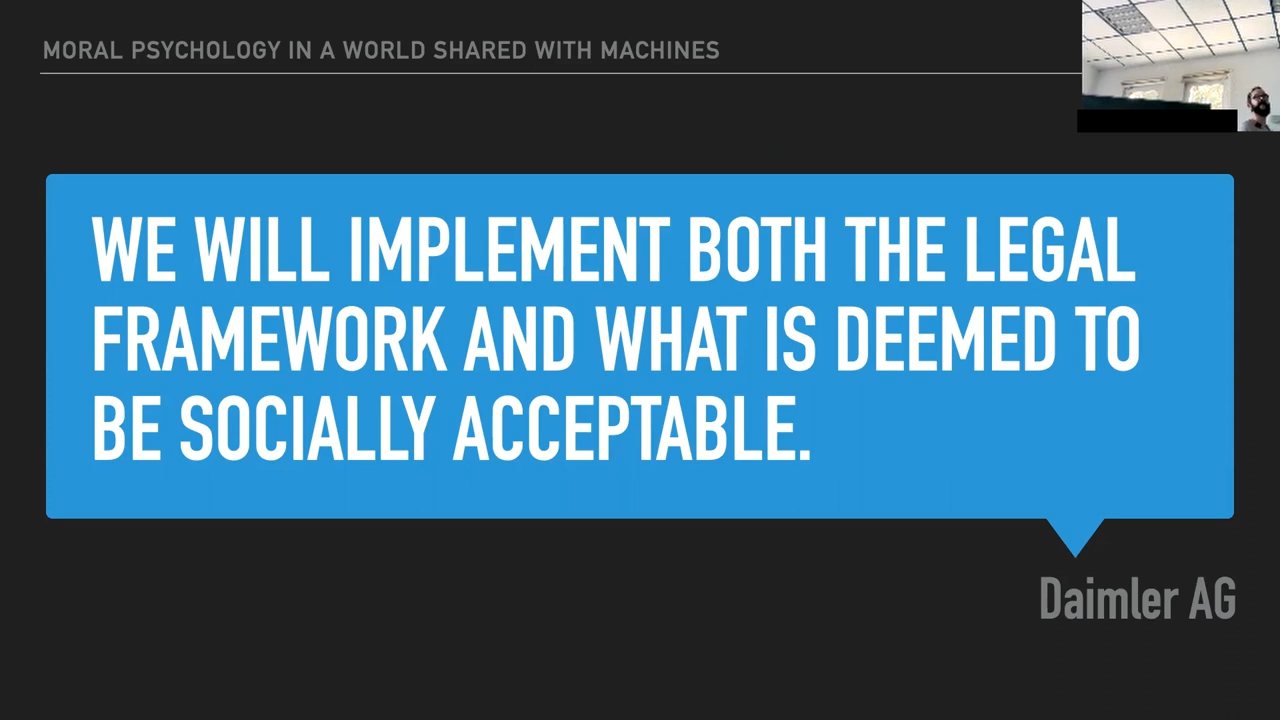 MORAL PSYCHOLOGY IN A WORLD SHARED WITH MACHINES
WE WILL IMPLEMENT BOTH THE LEGAL
FRAMEWORK AND WHAT IS DEEMED TO
BE SOCIALLY ACCEPTABLE.
Daimler AG